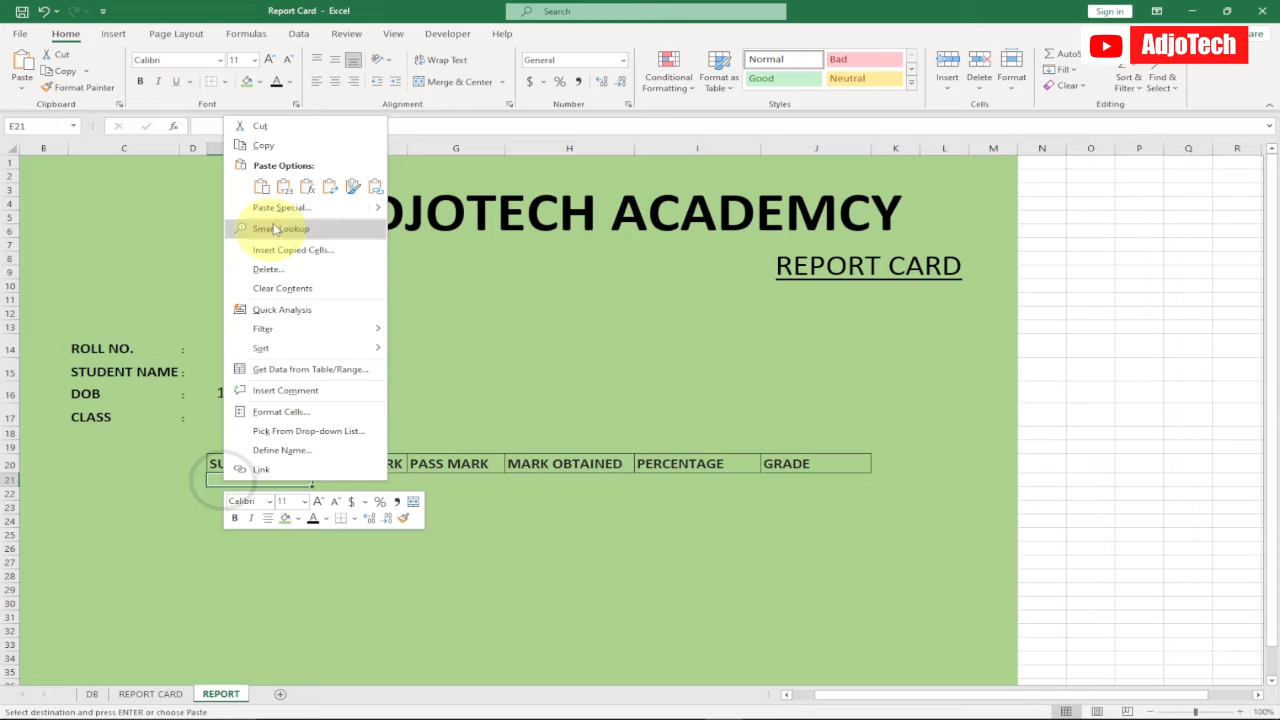 Report Card - Excel
Search
Sign in
AdjoTech
File Home Insert Page Layout Formulas Data Review View Developer Help
Paste
Cut
Copy
Format Painter
Clipboard
Calibri 11
Font
Wrap Text
Merge & Center
Alignment
General
Number
Conditional Formatting
Format as Table
Normal Bad
Good Neutral
Styles
Insert Delete Format
Cells
Fill
Clear
Sort & Filter
Find & Select
Editing
E21
B C D G H I J K L M N O P Q R
ADEMCY
REPORT CARD
ROLL NO. :
STUDENT NAME :
DOB :
CLASS :
PASS MARK MARK OBTAINED PERCENTAGE GRADE
Cut
Copy
Paste Options:
Paste Special...
Smart Lookup
Insert Copied Cells...
Delete...
Clear Contents
Quick Analysis
Filter
Sort
Get Data from Table/Range...
Insert Comment
Format Cells...
Pick From Drop-down List...
Define Name...
Link
Calibri 11
DB REPORT CARD REPORT
Select destination and press ENTER or choose Paste
100%